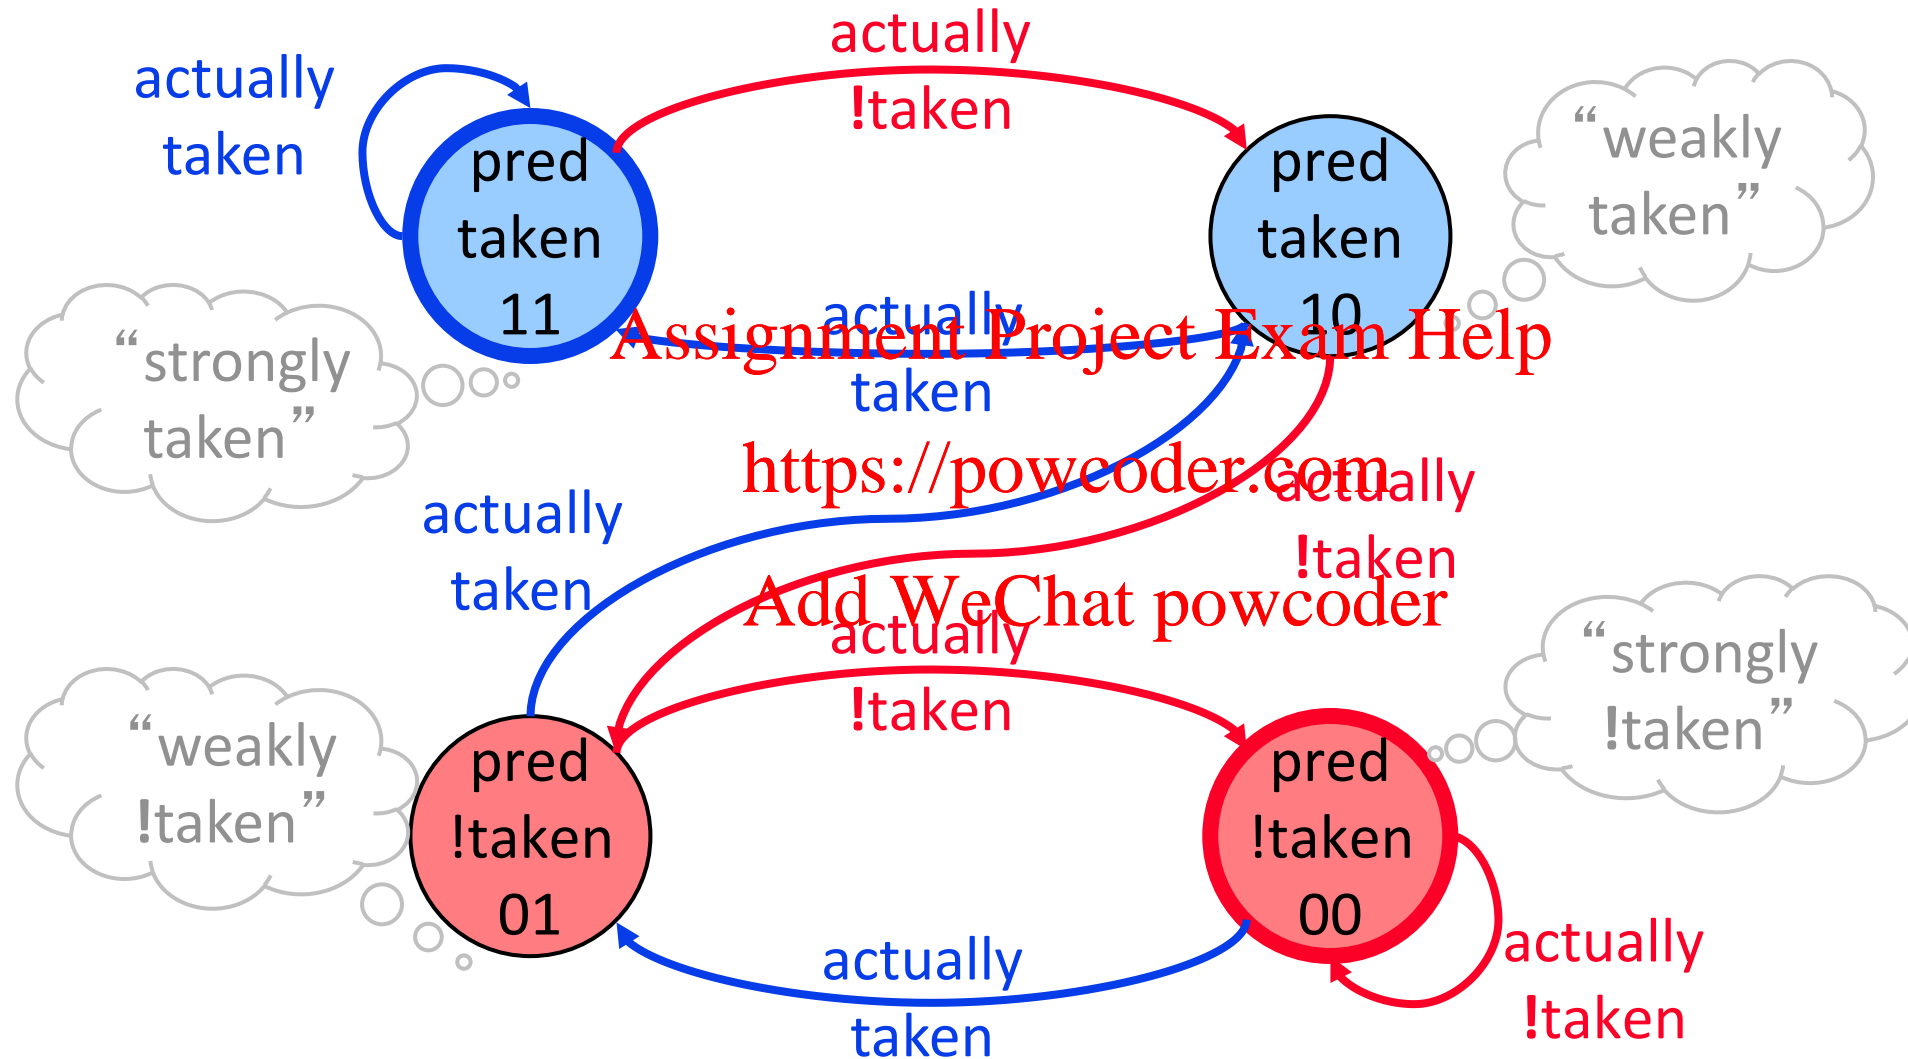 actually
!taken
actually
taken
pred
taken
11
pred
taken
10
“weakly
taken”
“strongly
taken”
actually
taken
Assignment Project Exam Help
https://powcoder.com
actually
!taken
actually
taken
Add WeChat powcoder
actually
!taken
“strongly
!taken”
“weakly
!taken”
pred
!taken
01
pred
!taken
00
actually
taken
actually
!taken